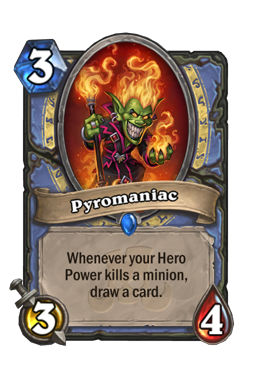 3
Pyromaniac
Whenever your Hero
Power kills a minion,
draw a card.
3
4